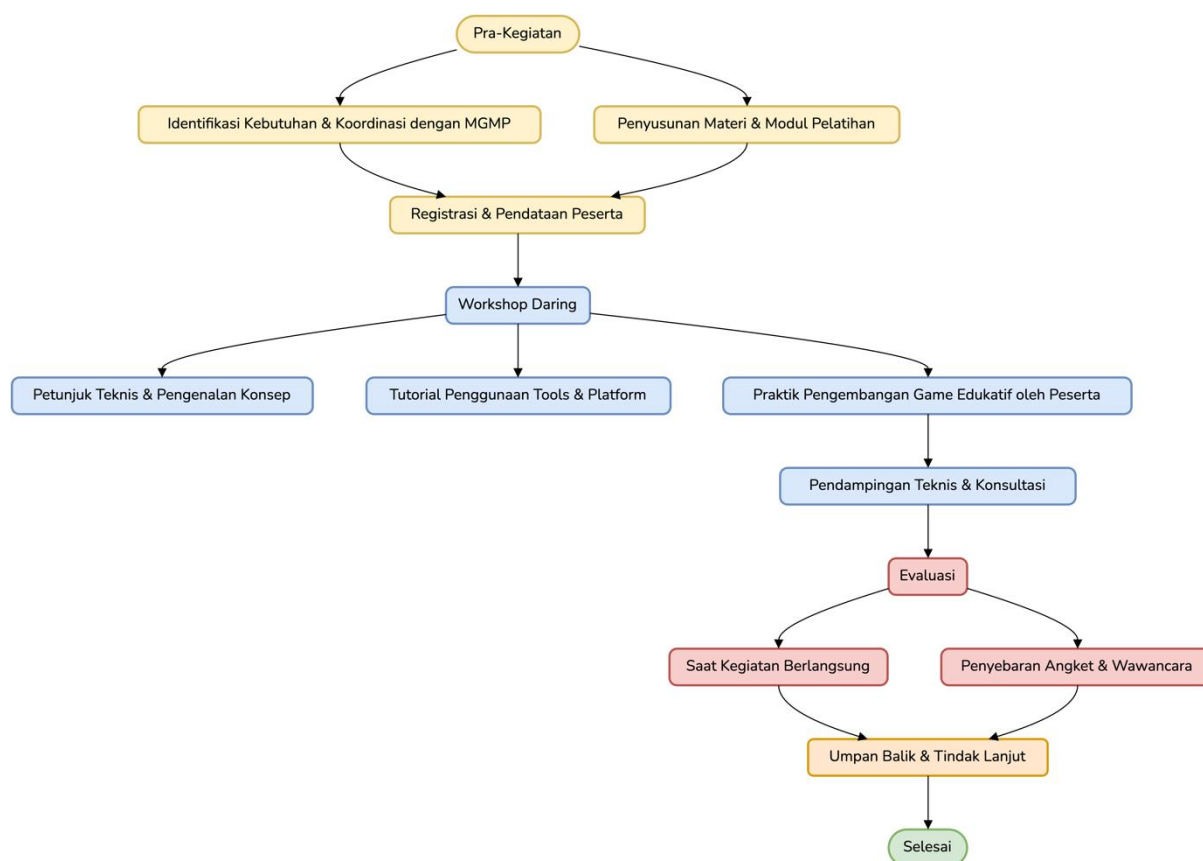 Pra-Kegiatan
Identifikasi Kebutuhan & Koordinasi dengan MGMP
Penyusunan Materi & Modul Pelatihan
Registrasi & Pendataan Peserta
Workshop Daring
Petunjuk Teknis & Pengenalan Konsep
Tutorial Penggunaan Tools & Platform
Praktik Pengembangan Game Edukatif oleh Peserta
Pendampingan Teknis & Konsultasi
Evaluasi
Saat Kegiatan Berlangsung
Penyebaran Angket & Wawancara
Umpan Balik & Tindak Lanjut
Selesai